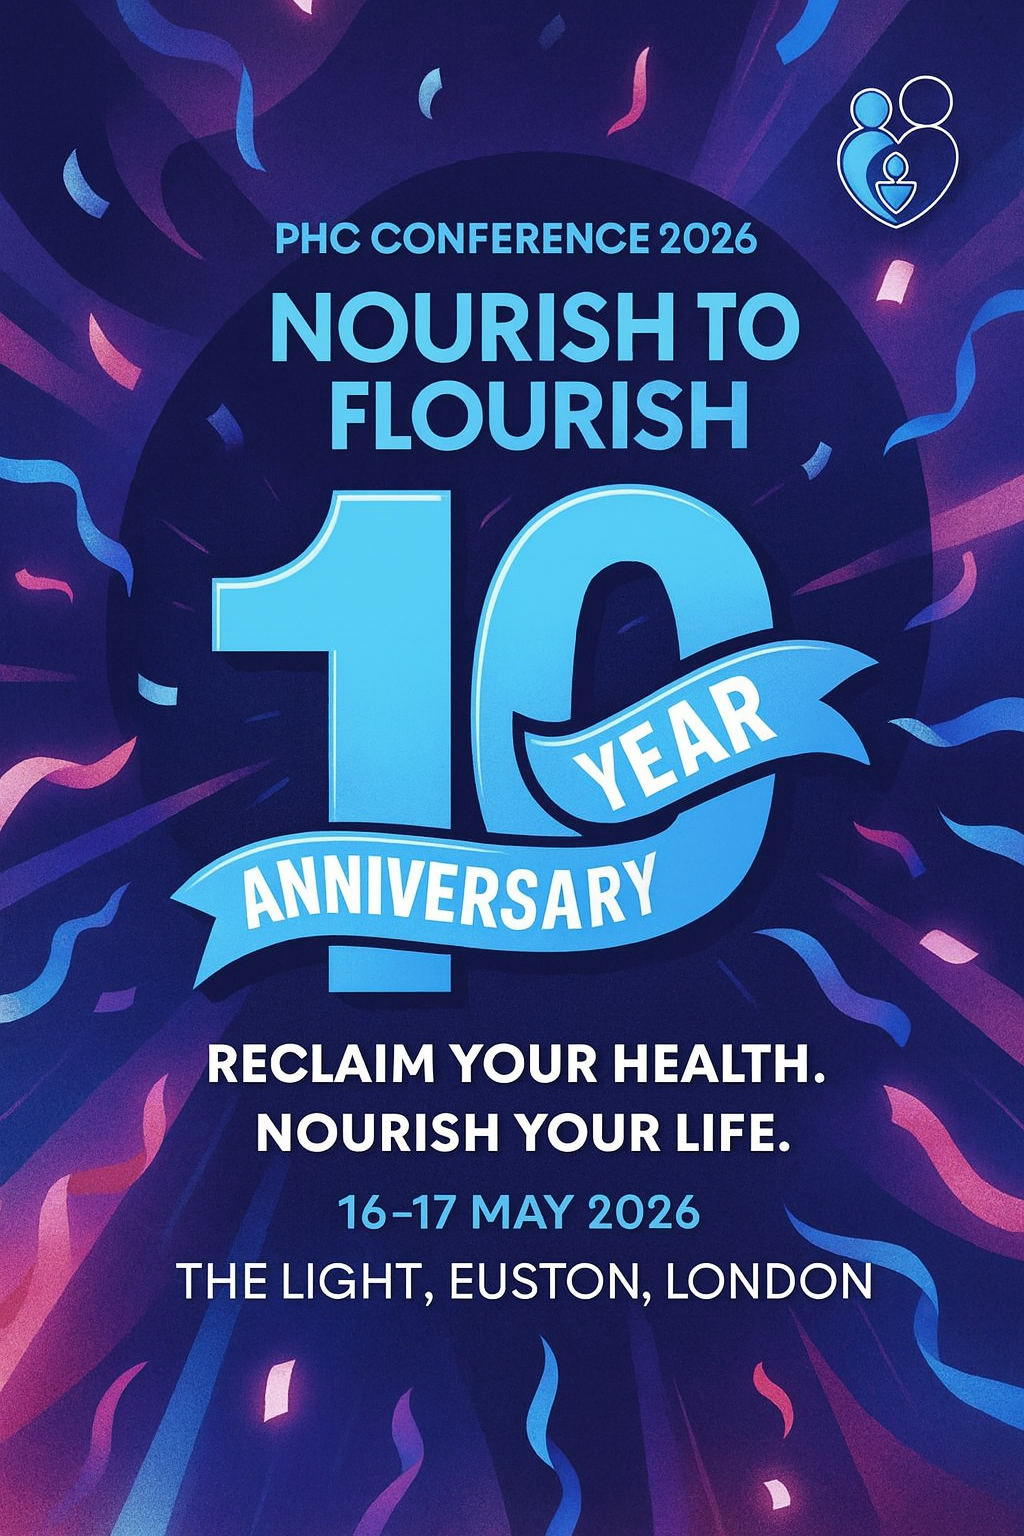 PHC CONFERENCE 2026
NOURISH TO
FLOURISH
10
YEAR
ANNIVERSARY
RECLAIM YOUR HEALTH.
NOURISH YOUR LIFE.
16–17 MAY 2026
THE LIGHT, EUSTON, LONDON